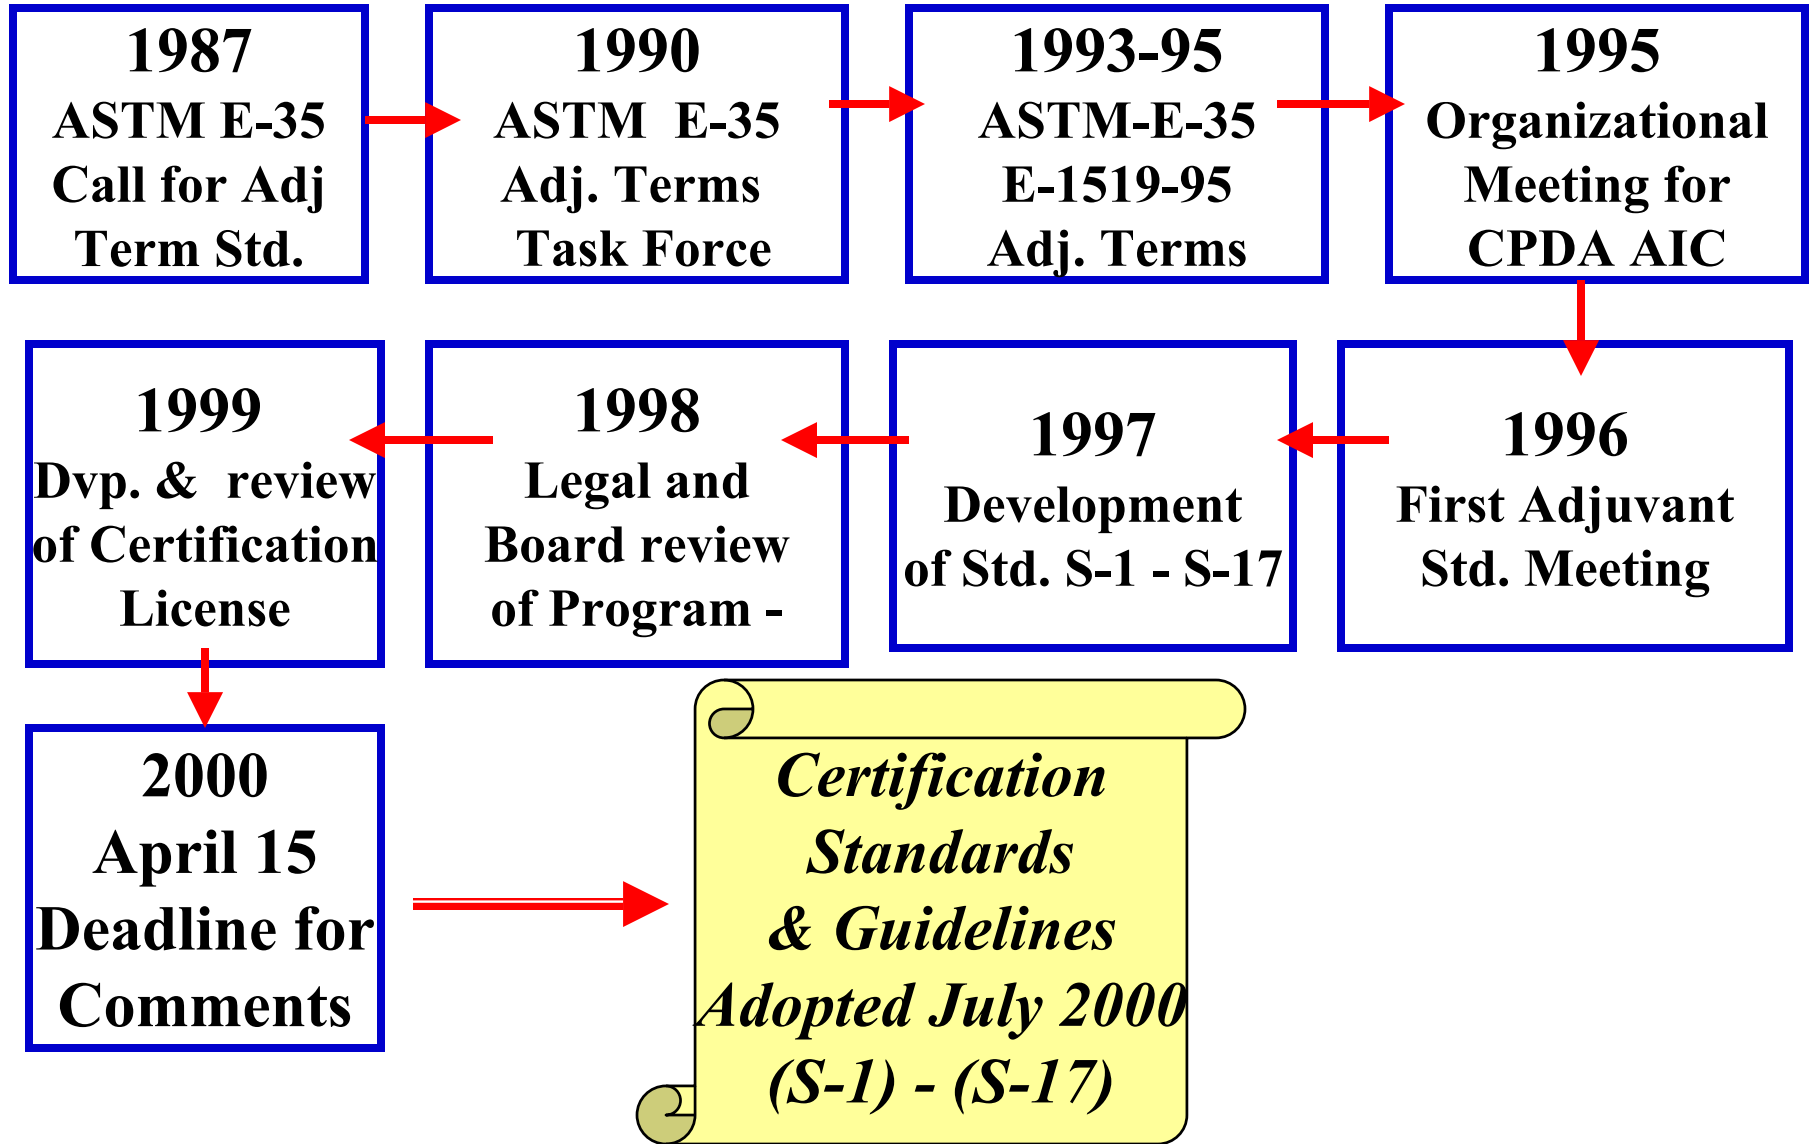 1987
ASTM E-35
Call for Adj
Term Std.
1990
ASTM E-35
Adj. Terms
Task Force
1993-95
ASTM-E-35
E-1519-95
Adj. Terms
1995
Organizational
Meeting for
CPDA AIC
1996
First Adjuvant
Std. Meeting
1997
Development
of Std. S-1 - S-17
1998
Legal and
Board review
of Program -
1999
Dvp. & review
of Certification
License
2000
April 15
Deadline for
Comments
Certification
Standards
& Guidelines
Adopted July 2000
(S-1) - (S-17)